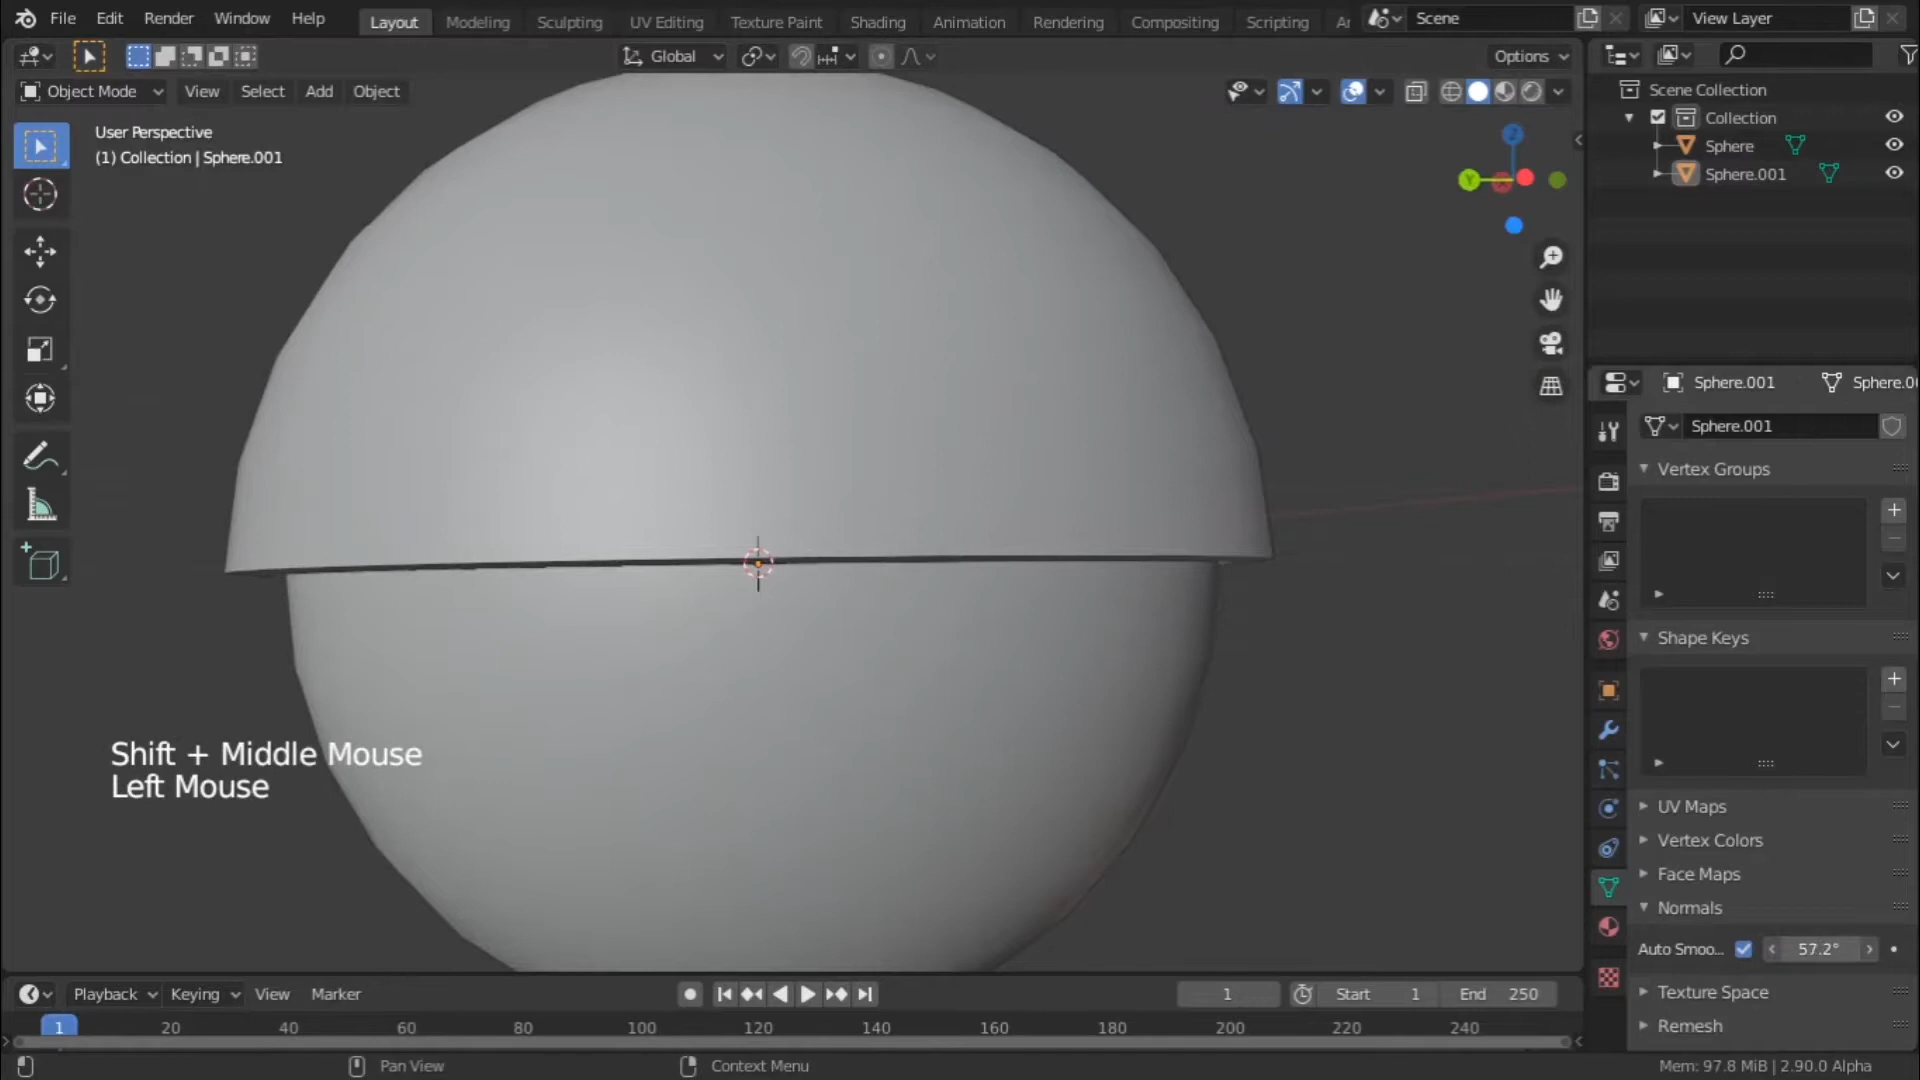 File Edit Render Window Help Layout Modeling Sculpting UV Editing Texture Paint Shading Animation Rendering Compositing Scripting Ar Scene View Layer
Global Options
Object Mode View Select Add Object
Scene Collection
Collection
Sphere
Sphere.001
User Perspective
(1) Collection | Sphere.001
Z
Y
X
Sphere.001 Sphere.0
Sphere.001
Vertex Groups
Shape Keys
UV Maps
Vertex Colors
Face Maps
Normals
Auto Smoo... 57.2°
Texture Space
Remesh
Shift + Middle Mouse
Left Mouse
Playback Keying View Marker 1 Start 1 End 250
1 20 40 60 80 100 120 140 160 180 200 220 240
Pan View Context Menu Mem: 97.8 MiB | 2.90.0 Alpha